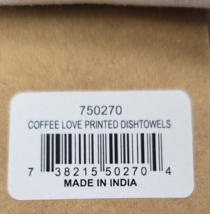 750270
COFFEE LOVE PRINTED DISHTOWELS
7 38215 50270 4
MADE IN INDIA